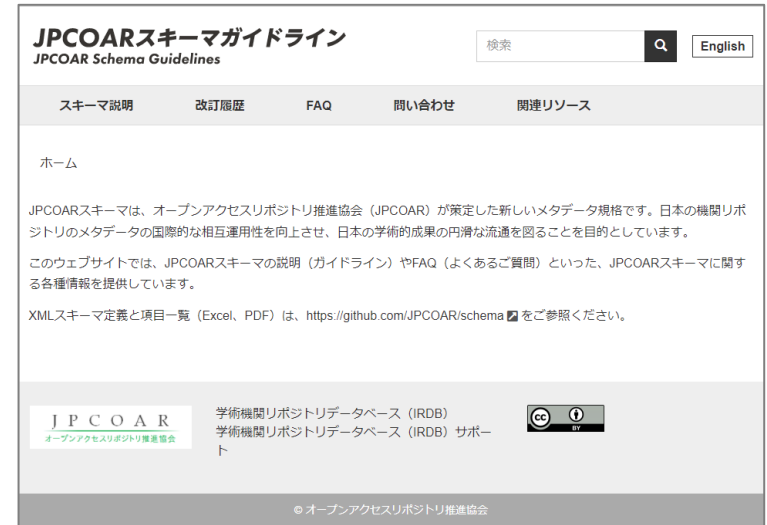 JPCOARスキーマガイドライン
JPCOAR Schema Guidelines
検索
English
スキーマ説明 改訂履歴 FAQ 問い合わせ 関連リソース
ホーム
JPCOARスキーマは、オープンアクセスリポジトリ推進協会（JPCOAR）が策定した新しいメタデータ規格です。日本の機関リポ
ジトリのメタデータの国際的な相互運用性を向上させ、日本の学術的成果の円滑な流通を図ることを目的としています。
このウェブサイトでは、JPCOARスキーマの説明（ガイドライン）やFAQ（よくあるご質問）といった、JPCOARスキーマに関す
る各種情報を提供しています。
XMLスキーマ定義と項目一覧（Excel、PDF）は、https://github.com/JPCOAR/schema をご参照ください。
JPCOAR
オープンアクセスリポジトリ推進協会
学術機関リポジトリデータベース（IRDB）
学術機関リポジトリデータベース（IRDB）サポー
ト
cc
BY
© オープンアクセスリポジトリ推進協会